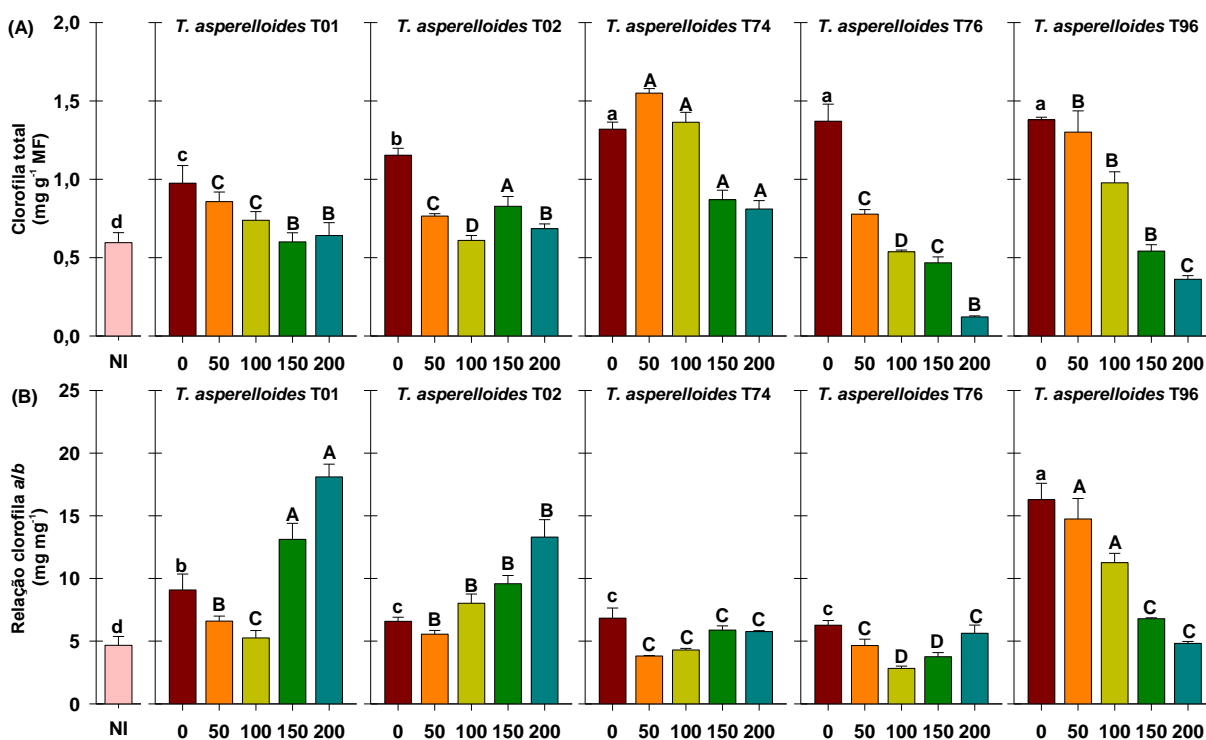 (A)
Clorofila total
(mg g-1 MF)
2,0
1,5
1,0
0,5
0,0
T. asperelloides T01
T. asperelloides T02
T. asperelloides T74
T. asperelloides T76
T. asperelloides T96
d
c C C B B
b C D A B
a A A A A
a C D C B
a B B B C
NI
0 50 100 150 200
0 50 100 150 200
0 50 100 150 200
0 50 100 150 200
0 50 100 150 200
(B)
Relação clorofila a/b
(mg mg-1)
25
20
15
10
5
0
T. asperelloides T01
T. asperelloides T02
T. asperelloides T74
T. asperelloides T76
T. asperelloides T96
d
b B C A A
c B B B B
c C C C C
c C D D C
a A A C C
NI
0 50 100 150 200
0 50 100 150 200
0 50 100 150 200
0 50 100 150 200
0 50 100 150 200